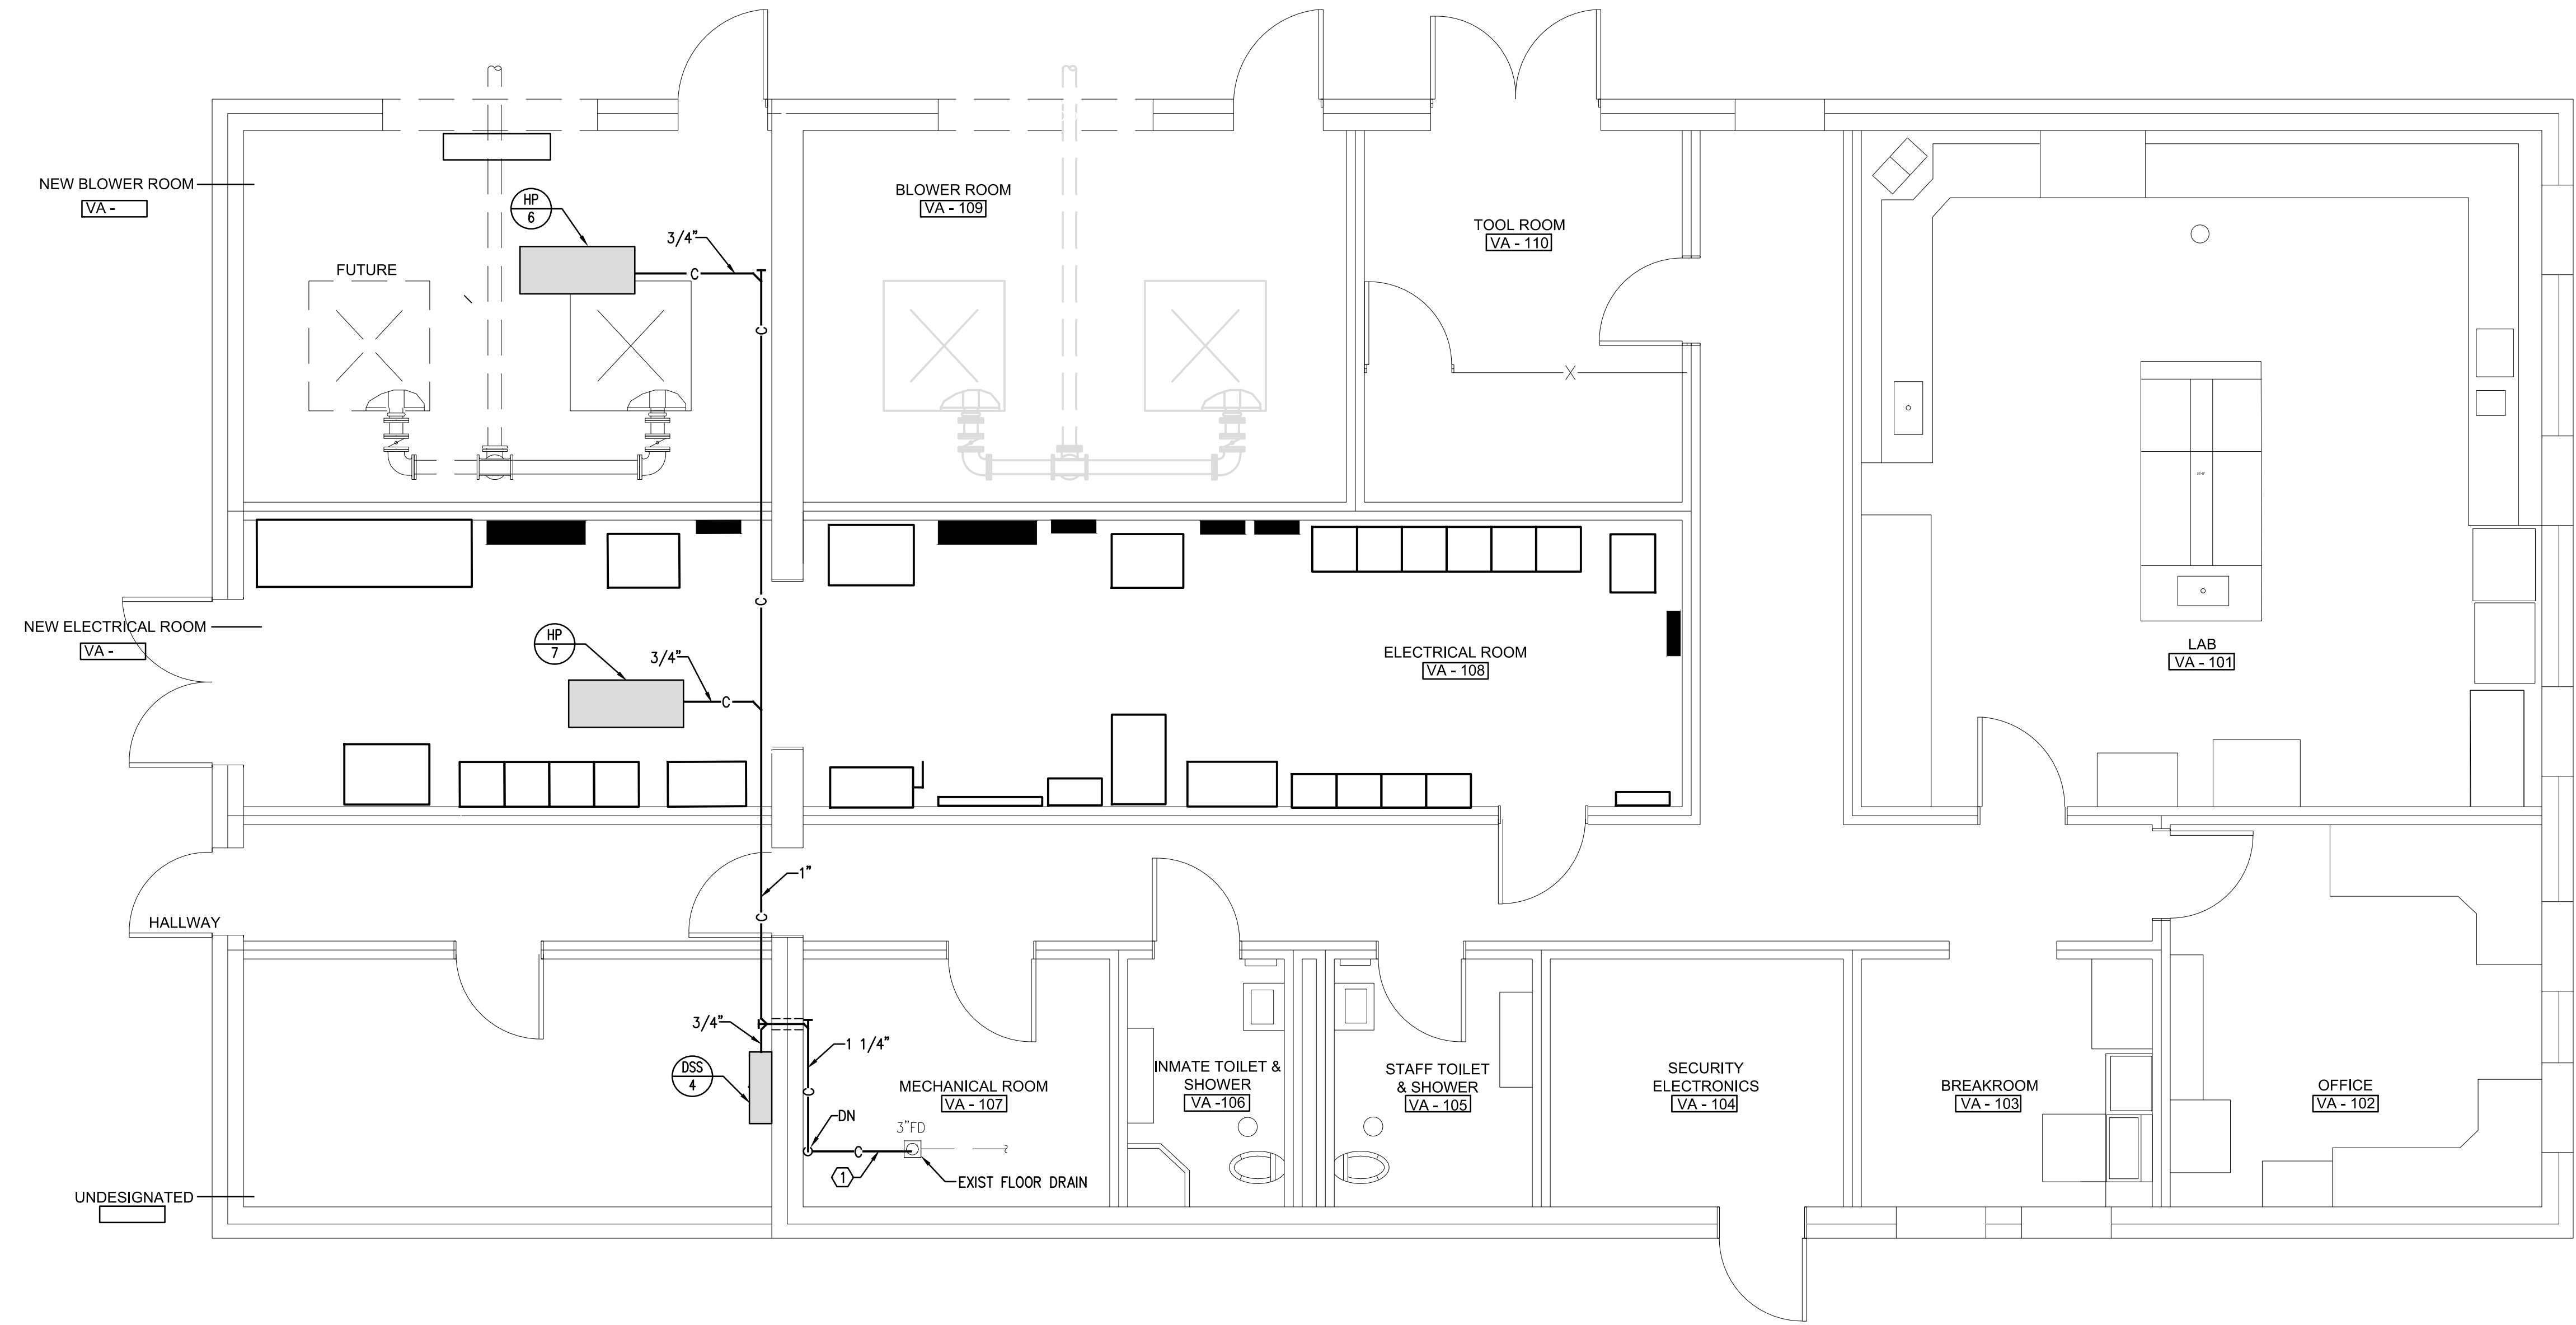 NEW BLOWER ROOM
VA -
HP
6
3/4"
C
C
FUTURE
BLOWER ROOM
VA - 109
TOOL ROOM
VA - 110
X
C
NEW ELECTRICAL ROOM
VA -
HP
7
3/4"
C
ELECTRICAL ROOM
VA - 108
LAB
VA - 101
1"
C
HALLWAY
3/4"
DSS
4
1 1/4"
C
DN
C
1
3"FD
EXIST FLOOR DRAIN
MECHANICAL ROOM
VA - 107
INMATE TOILET &
SHOWER
VA -106
STAFF TOILET
& SHOWER
VA - 105
SECURITY
ELECTRONICS
VA - 104
BREAKROOM
VA - 103
OFFICE
VA - 102
UNDESIGNATED